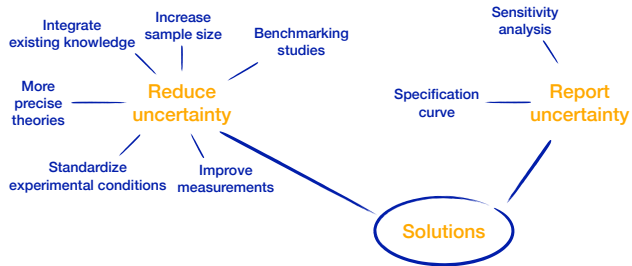 Integrate
existing knowledge
Increase
sample size
Benchmarking
studies
More
precise
theories
Reduce
uncertainty
Standardize
experimental conditions
Improve
measurements
Sensitivity
analysis
Specification
curve
Report
uncertainty
Solutions